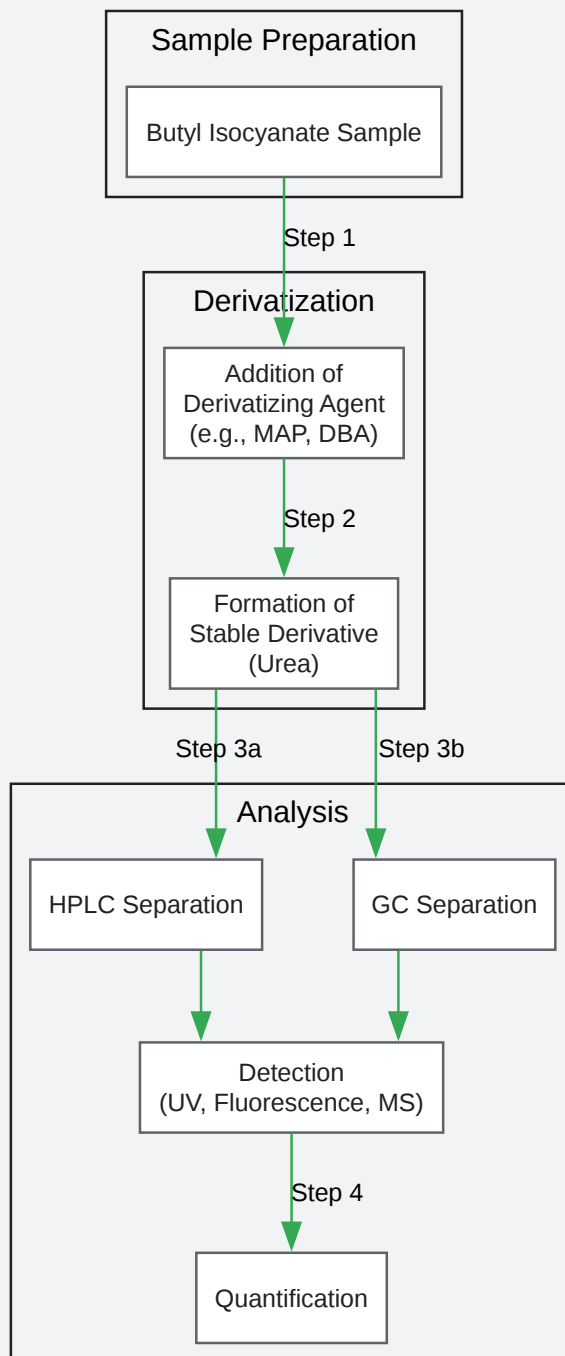 Sample Preparation
Butyl Isocyanate Sample
Step 1
Derivatization
Addition of
Derivatizing Agent
(e.g., MAP, DBA)
Step 2
Formation of
Stable Derivative
(Urea)
Step 3a
Step 3b
Analysis
HPLC Separation
GC Separation
Detection
(UV, Fluorescence, MS)
Step 4
Quantification